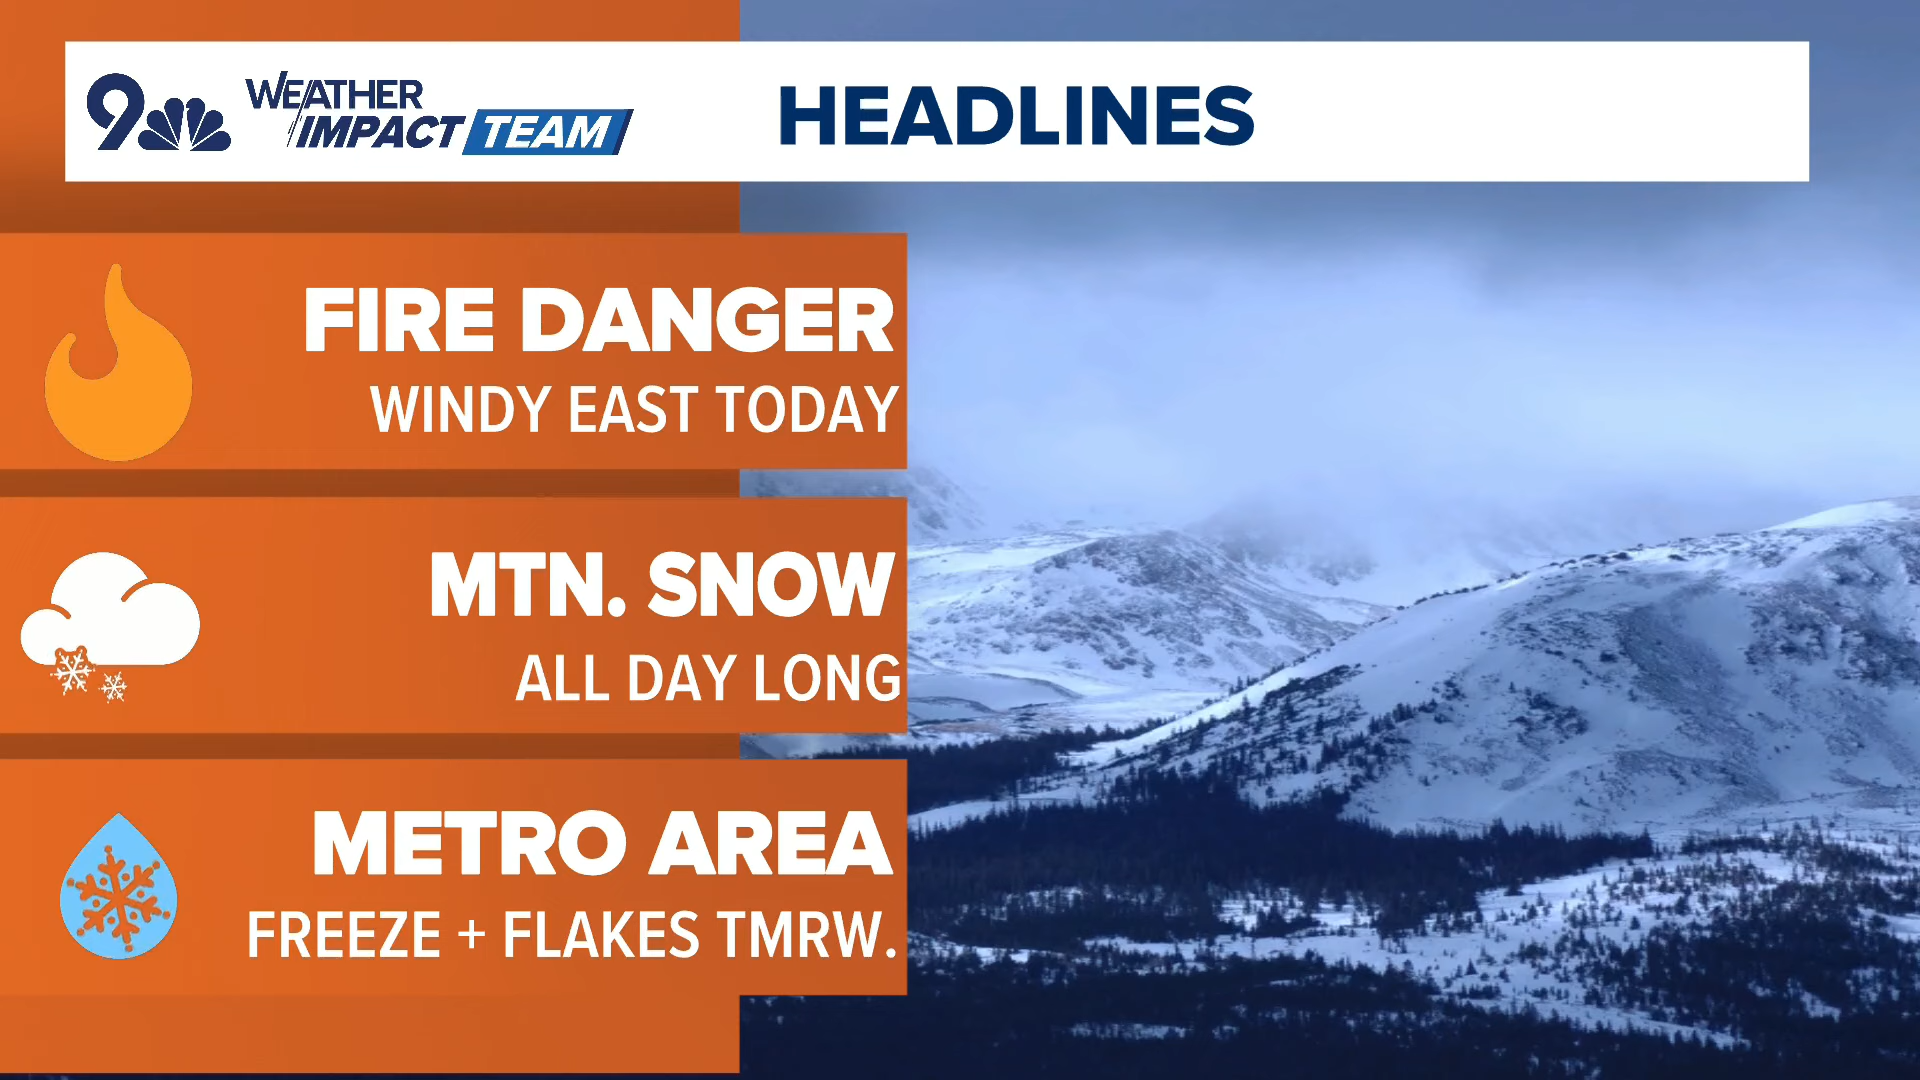 9 WEATHER IMPACT TEAM
HEADLINES
FIRE DANGER
WINDY EAST TODAY
MTN. SNOW
ALL DAY LONG
METRO AREA
FREEZE + FLAKES TMRW.